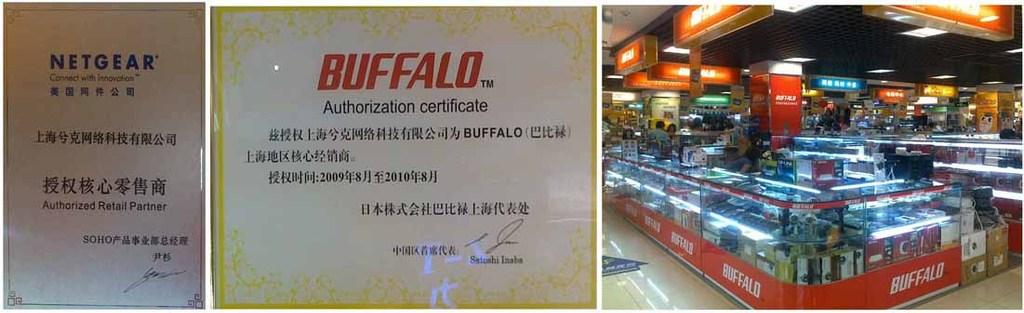 NETGEAR®
Connect with Innovation™
美国网件公司
上海兮克网络科技有限公司
授权核心零售商
Authorized Retail Partner
SOHO产品事业部总经理
尹杉
BUFFALO™
Authorization certificate
兹授权上海兮克网络科技有限公司为BUFFALO(巴比禄)
上海地区核心经销商。
授权时间:2009年8月至2010年8月
日本株式会社巴比禄上海代表处
中国区首席代表:
Satoshi Inaba
BUFFALO
BUFFALO
BUFFALO
BUFFALO